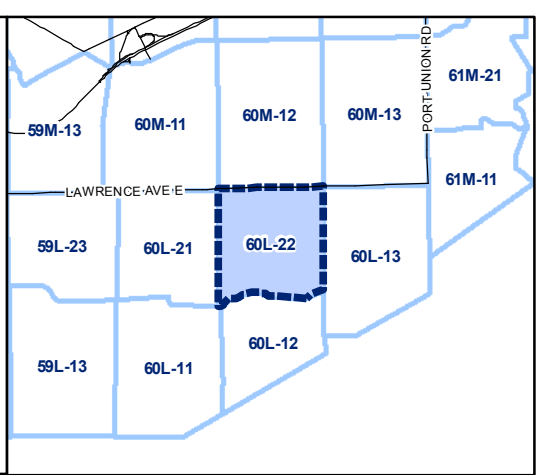 61M-21
PORT UNION RD
60M-12
60M-13
60M-11
59M-13
61M-11
LAWRENCE AVE E
59L-23
60L-21
60L-22
60L-13
60L-12
59L-13
60L-11